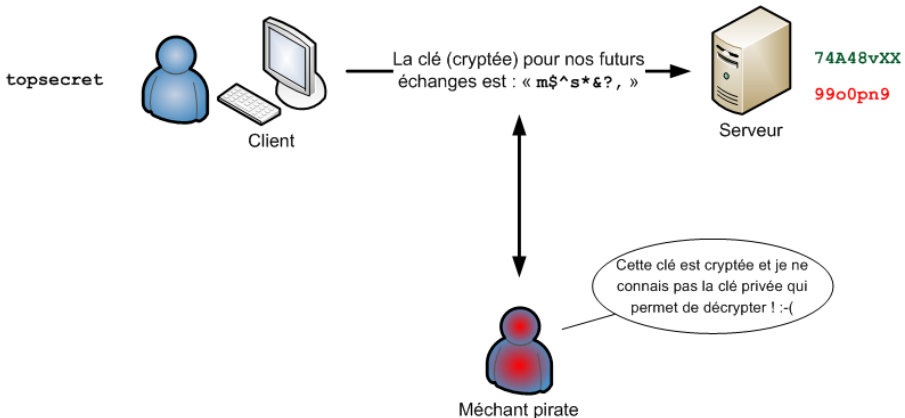 topsecret
La clé (cryptée) pour nos futurs
échanges est : « m$^s*&?, »
74A48vXX
99o0pn9
Client
Serveur
Cette clé est cryptée et je ne
connais pas la clé privée qui
permet de décrypter ! :-(
Méchant pirate